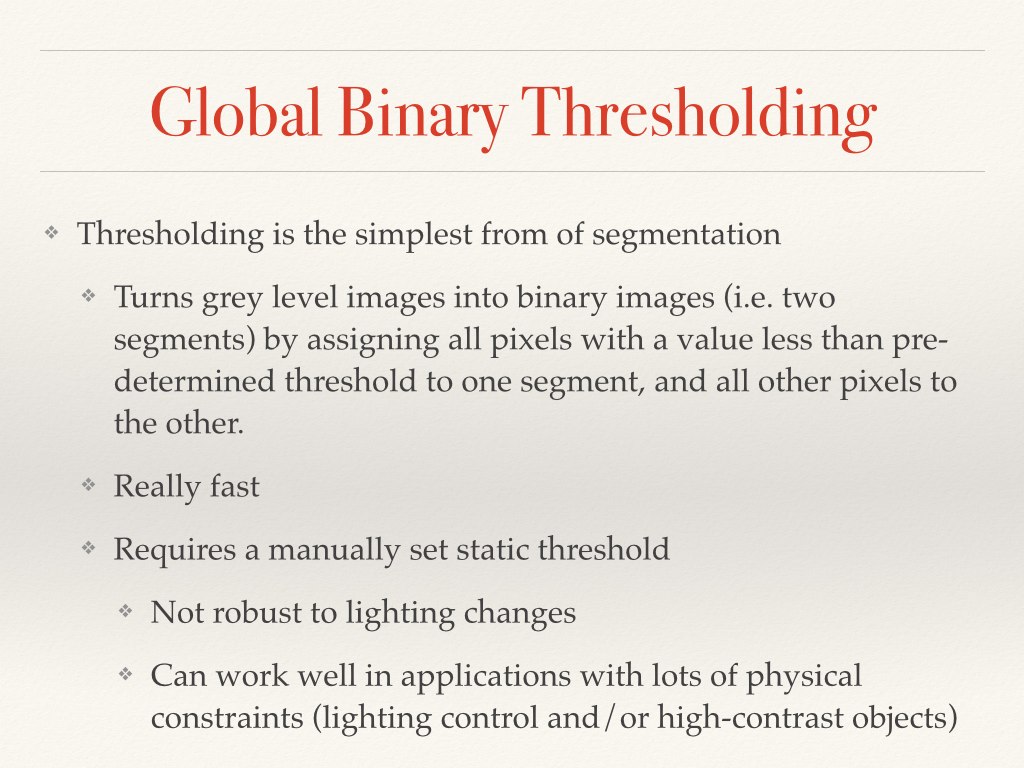 Global Binary Thresholding
❖ Thresholding is the simplest from of segmentation
❖ Turns grey level images into binary images (i.e. two
segments) by assigning all pixels with a value less than pre-
determined threshold to one segment, and all other pixels to
the other.
❖ Really fast
❖ Requires a manually set static threshold
❖ Not robust to lighting changes
❖ Can work well in applications with lots of physical
constraints (lighting control and/or high-contrast objects)